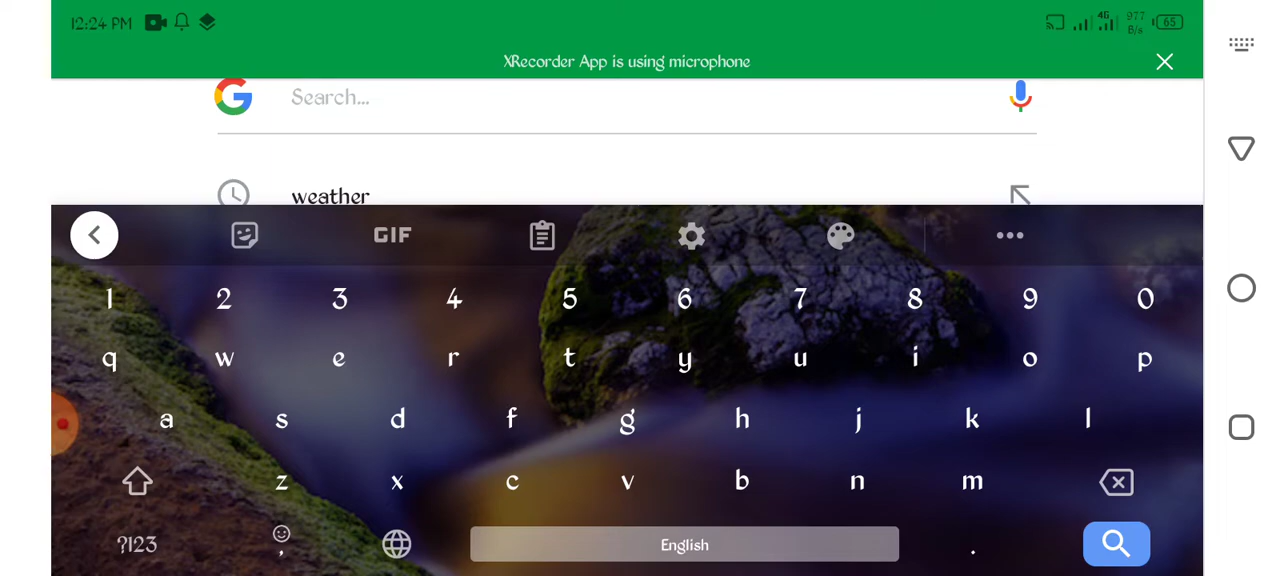 12:24 PM 4G 977 B/s 65
XRecorder App is using microphone
Search...
weather
GIF
1 2 3 4 5 6 7 8 9 0
q w e r t y u i o p
a s d f g h j k l
z x c v b n m
?123 , English .